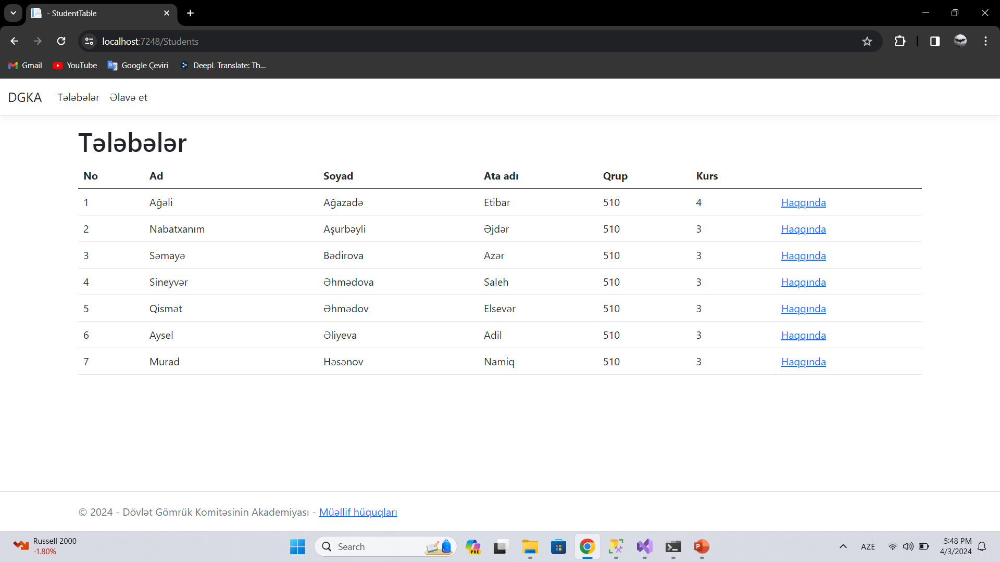 - StudentTable
localhost:7248/Students
Gmail YouTube Google Çeviri DeepL Translate: Th...
DGKA Tələbələr Əlavə et
Tələbələr
No Ad Soyad Ata adı Qrup Kurs
1 Ağəli Ağazadə Etibar 510 4 Haqqında
2 Nabatxanım Aşurbəyli Əjdər 510 3 Haqqında
3 Səmayə Bədirova Azər 510 3 Haqqında
4 Sineyvər Əhmədova Saleh 510 3 Haqqında
5 Qismət Əhmədov Elsevər 510 3 Haqqında
6 Aysel Əliyeva Adil 510 3 Haqqında
7 Murad Həsənov Namiq 510 3 Haqqında
© 2024 - Dövlət Gömrük Komitəsinin Akademiyası - Müəllif hüquqları
Russell 2000
-1.80%
Search
PRE
AZE
5:48 PM
4/3/2024